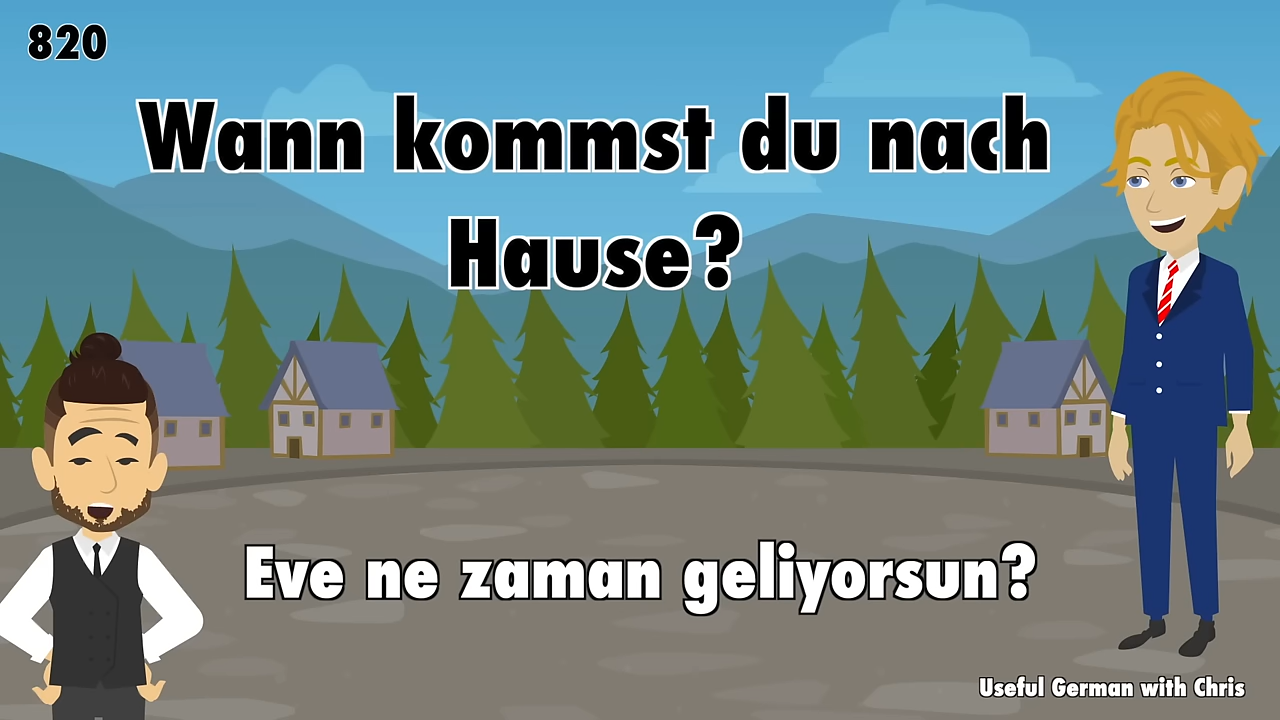 820
Wann kommst du nach
Hause?
Eve ne zaman geliyorsun?
Useful German with Chris